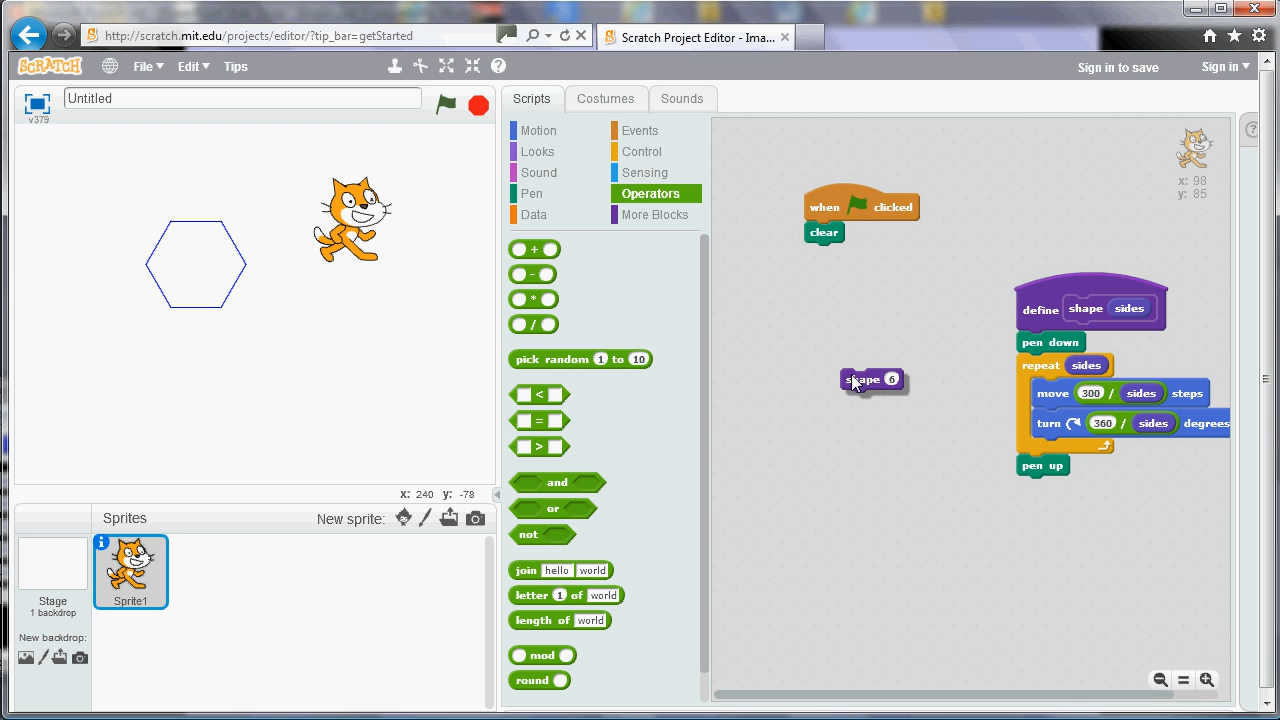 http://scratch.mit.edu/projects/editor/?tip_bar=getStarted
Scratch Project Editor - Ima...
SCRATCH File Edit Tips Sign in to save Sign in
Untitled
v379
Scripts Costumes Sounds
Motion Events
Looks Control
Sound Sensing
Pen Operators
Data More Blocks
+
-
*
/
pick random 1 to 10
<
=
>
and
or
not
join hello world
letter 1 of world
length of world
mod
round
x: 98
y: 85
when clicked
clear
shape 6
define shape sides
pen down
repeat sides
move 300 / sides steps
turn 360 / sides degrees
pen up
x: 240 y: -78
Sprites New sprite:
Sprite1
Stage
1 backdrop
New backdrop: